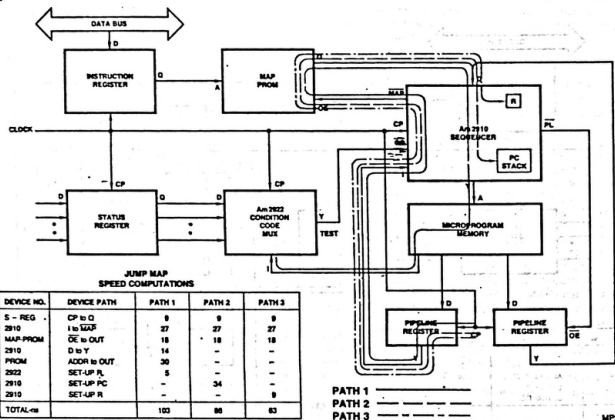 DATA BUS
D
INSTRUCTION
REGISTER
Q
A
MAP
PROM
D
OE
MAP
R
CLOCK
CP
Am 2910
SEQUENCER
PL
PC
STACK
I
CP
CP
D
STATUS
REGISTER
Q
D
Am 2922
CONDITION
CODE
MUX
Y
TEST
I
A
MICROPROGRAM
MEMORY
D
D
PIPELINE
REGISTER
CP
PIPELINE
REGISTER
OE
Y
Y
JUMP MAP
SPEED COMPUTATIONS
DEVICE NO. DEVICE PATH PATH 1 PATH 2 PATH 3
S - REG CP to Q 9 9 9
2910 I to MAP 27 27 27
MAP-PROM OE to OUT 18 18 18
2910 D to Y 14 - -
PROM ADDR to OUT 30 - -
2922 SET-UP 5 - -
2910 SET-UP PC - 34 -
2910 SET-UP R - - 9
TOTAL-ns 103 88 63
PATH 1
PATH 2
PATH 3